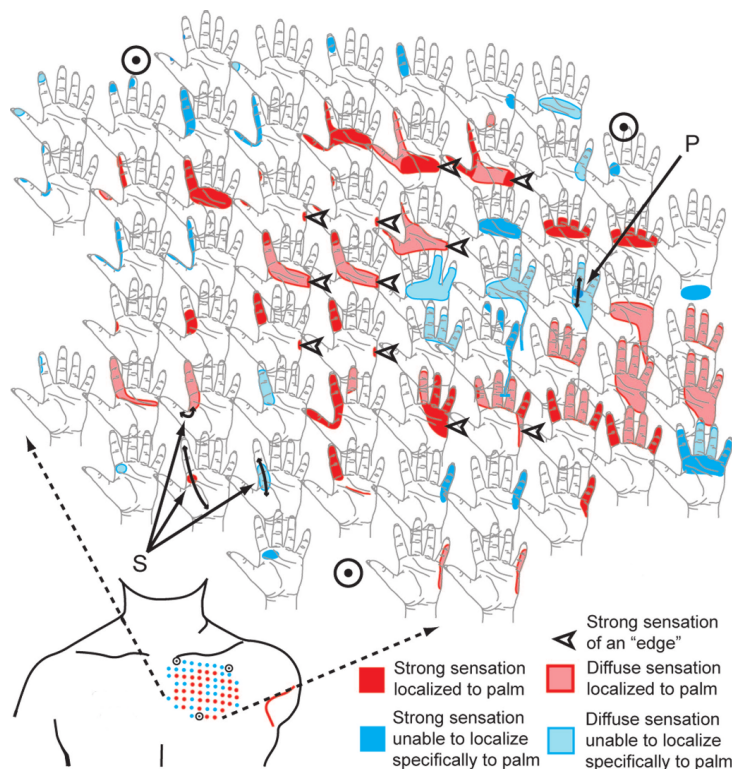 P
S
Strong sensation
of an "edge"
Strong sensation
localized to palm
Diffuse sensation
localized to palm
Strong sensation
unable to localize
specifically to palm
Diffuse sensation
unable to localize
specifically to palm